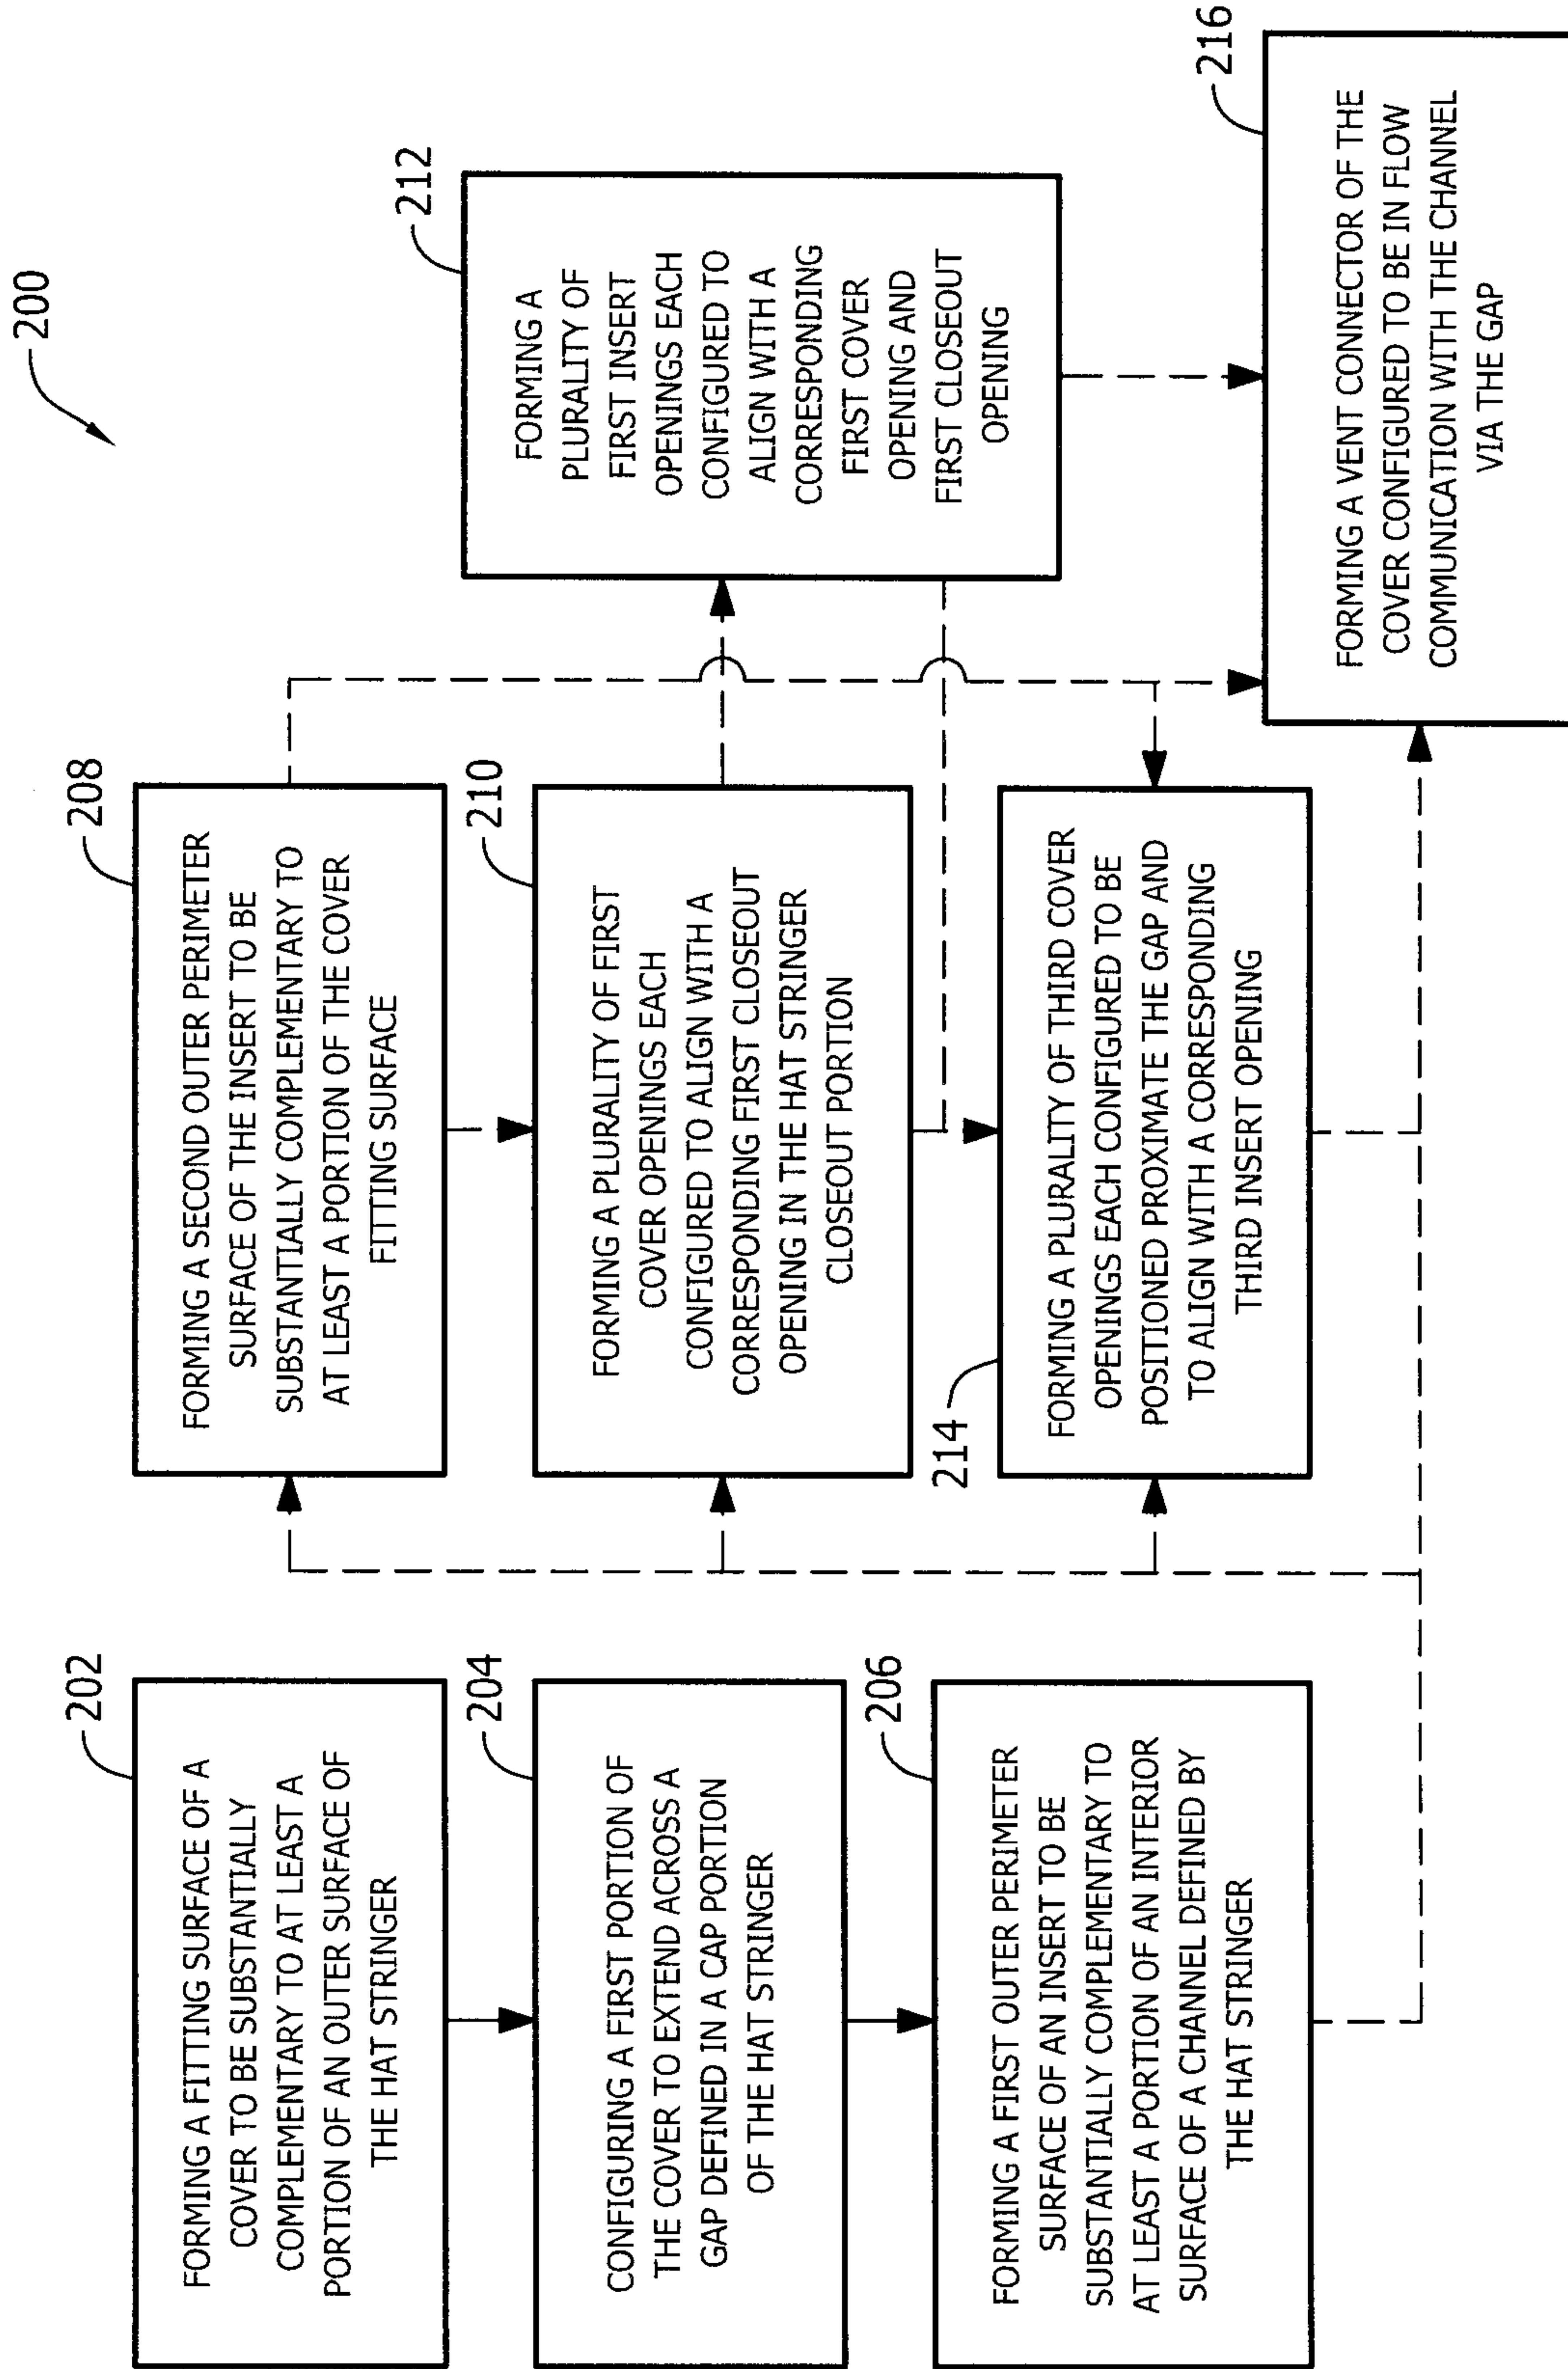 200
202
FORMING A FITTING SURFACE OF A
COVER TO BE SUBSTANTIALLY
COMPLEMENTARY TO AT LEAST A
PORTION OF AN OUTER SURFACE OF
THE HAT STRINGER
204
CONFIGURING A FIRST PORTION OF
THE COVER TO EXTEND ACROSS A
GAP DEFINED IN A CAP PORTION
OF THE HAT STRINGER
206
FORMING A FIRST OUTER PERIMETER
SURFACE OF AN INSERT TO BE
SUBSTANTIALLY COMPLEMENTARY TO
AT LEAST A PORTION OF AN INTERIOR
SURFACE OF A CHANNEL DEFINED BY
THE HAT STRINGER
208
FORMING A SECOND OUTER PERIMETER
SURFACE OF THE INSERT TO BE
SUBSTANTIALLY COMPLEMENTARY TO
AT LEAST A PORTION OF THE COVER
FITTING SURFACE
210
FORMING A PLURALITY OF FIRST
COVER OPENINGS EACH
CONFIGURED TO ALIGN WITH A
CORRESPONDING FIRST CLOSEOUT
OPENING IN THE HAT STRINGER
CLOSEOUT PORTION
212
FORMING A
PLURALITY OF
FIRST INSERT
OPENINGS EACH
CONFIGURED TO
ALIGN WITH A
CORRESPONDING
FIRST COVER
OPENING AND
FIRST CLOSEOUT
OPENING
214
FORMING A PLURALITY OF THIRD COVER
OPENINGS EACH CONFIGURED TO BE
POSITIONED PROXIMATE THE GAP AND
TO ALIGN WITH A CORRESPONDING
THIRD INSERT OPENING
216
FORMING A VENT CONNECTOR OF THE
COVER CONFIGURED TO BE IN FLOW
COMMUNICATION WITH THE CHANNEL
VIA THE GAP